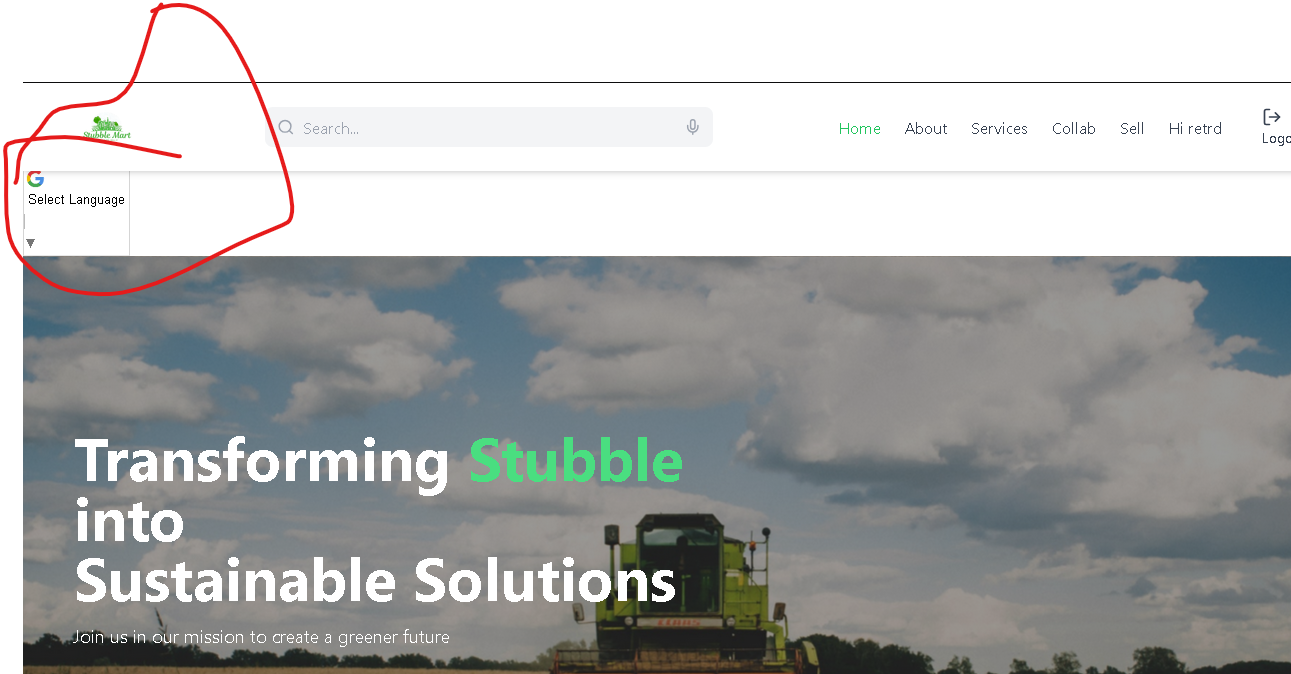 Stubble Mart
Search...
Home About Services Collab Sell Hi retrd
Logo
Select Language
▼
Transforming Stubble
into
Sustainable Solutions
Join us in our mission to create a greener future
CLAAS